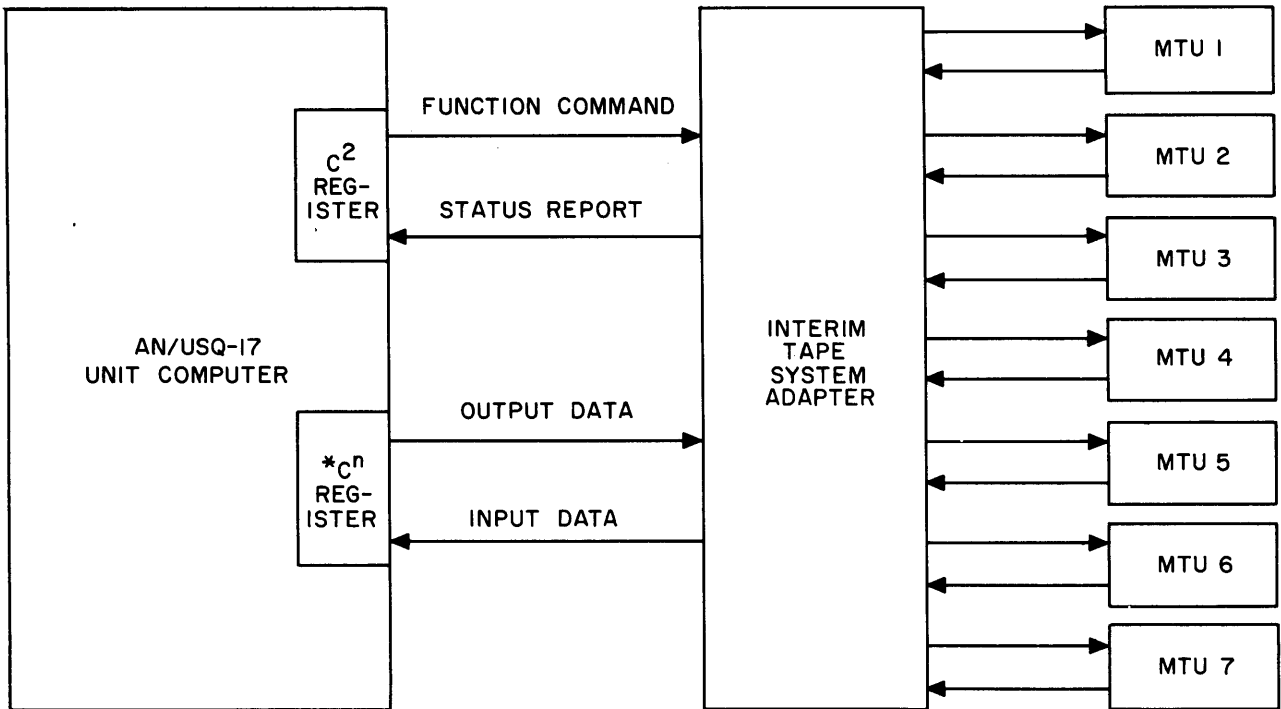 AN/USQ-17
UNIT COMPUTER
C²
REG-
ISTER
*Cⁿ
REG-
ISTER
FUNCTION COMMAND
STATUS REPORT
OUTPUT DATA
INPUT DATA
INTERIM
TAPE
SYSTEM
ADAPTER
MTU 1
MTU 2
MTU 3
MTU 4
MTU 5
MTU 6
MTU 7